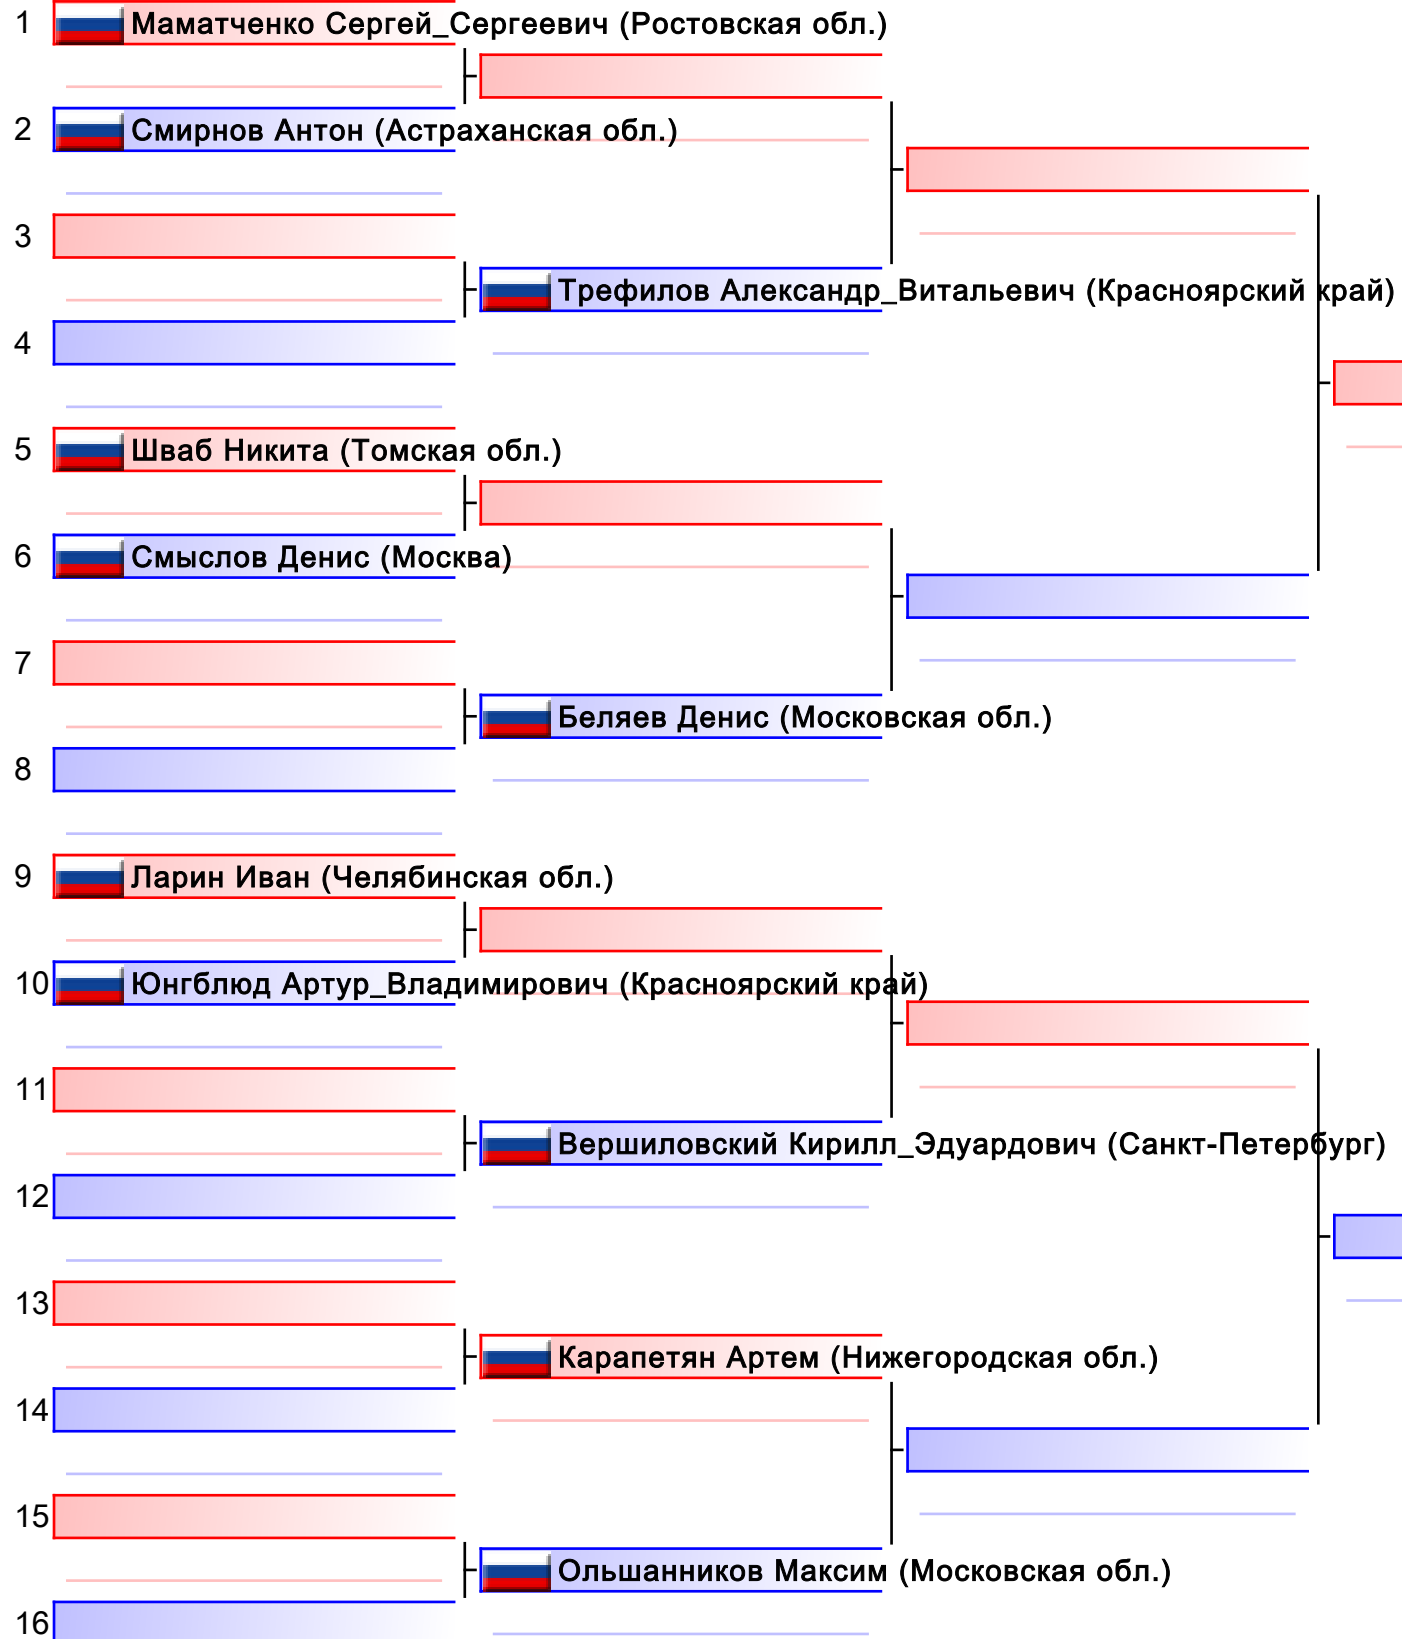 1 Маматченко Сергей_Сергеевич (Ростовская обл.)
2 Смирнов Антон (Астраханская обл.)
3
Трефилов Александр_Витальевич (Красноярский край)
4
5 Шваб Никита (Томская обл.)
6 Смыслов Денис (Москва)
7
Беляев Денис (Московская обл.)
8
9 Ларин Иван (Челябинская обл.)
10 Юнгблюд Артур_Владимирович (Красноярский край)
11
Вершиловский Кирилл_Эдуардович (Санкт-Петербург)
12
13
Карапетян Артем (Нижегородская обл.)
14
15
Ольшанников Максим (Московская обл.)
16